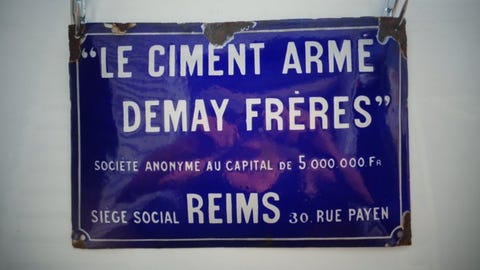 “LE CIMENT ARMÉ
DEMAY FRÈRES”
SOCIÉTÉ ANONYME AU CAPITAL DE 5 000 000 FR
SIÈGE SOCIAL REIMS 30. RUE PAYEN